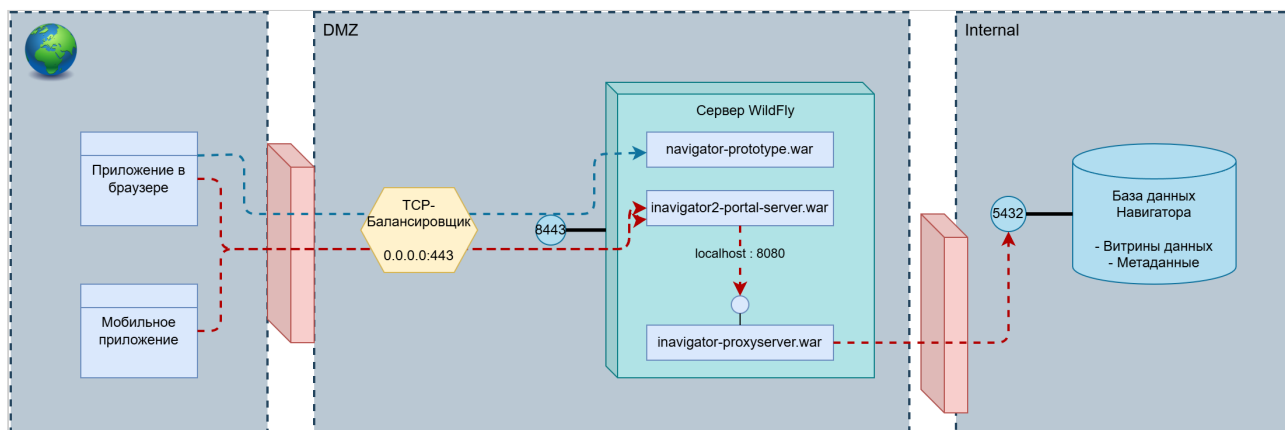 DMZ
Internal
Приложение в
браузере
Мобильное
приложение
TCP-
Балансировщик
0.0.0.0:443
8443
Сервер WildFly
navigator-prototype.war
inavigator2-portal-server.war
localhost : 8080
inavigator-proxyserver.war
5432
База данных
Навигатора
- Витрины данных
- Метаданные